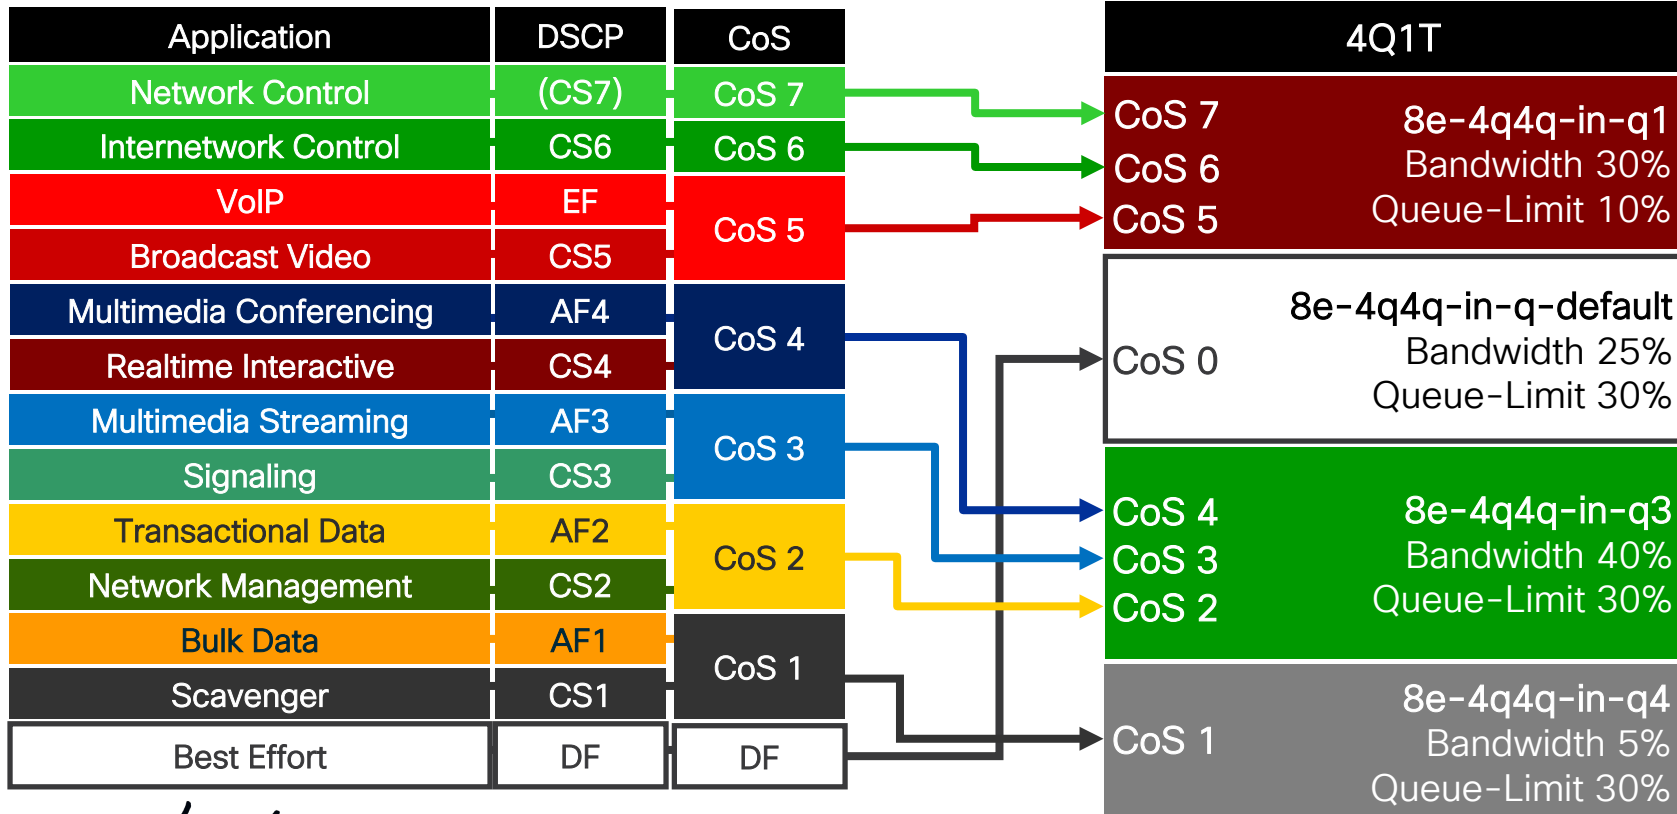 Application DSCP CoS
Network Control (CS7) CoS 7
Internetwork Control CS6 CoS 6
VoIP EF
CoS 5
Broadcast Video CS5
Multimedia Conferencing AF4
CoS 4
Realtime Interactive CS4
Multimedia Streaming AF3
CoS 3
Signaling CS3
Transactional Data AF2
CoS 2
Network Management CS2
Bulk Data AF1
CoS 1
Scavenger CS1
Best Effort DF DF
4Q1T
CoS 7
CoS 6
CoS 5
8e-4q4q-in-q1
Bandwidth 30%
Queue-Limit 10%
CoS 0
8e-4q4q-in-q-default
Bandwidth 25%
Queue-Limit 30%
CoS 4
CoS 3
CoS 2
8e-4q4q-in-q3
Bandwidth 40%
Queue-Limit 30%
CoS 1
8e-4q4q-in-q4
Bandwidth 5%
Queue-Limit 30%